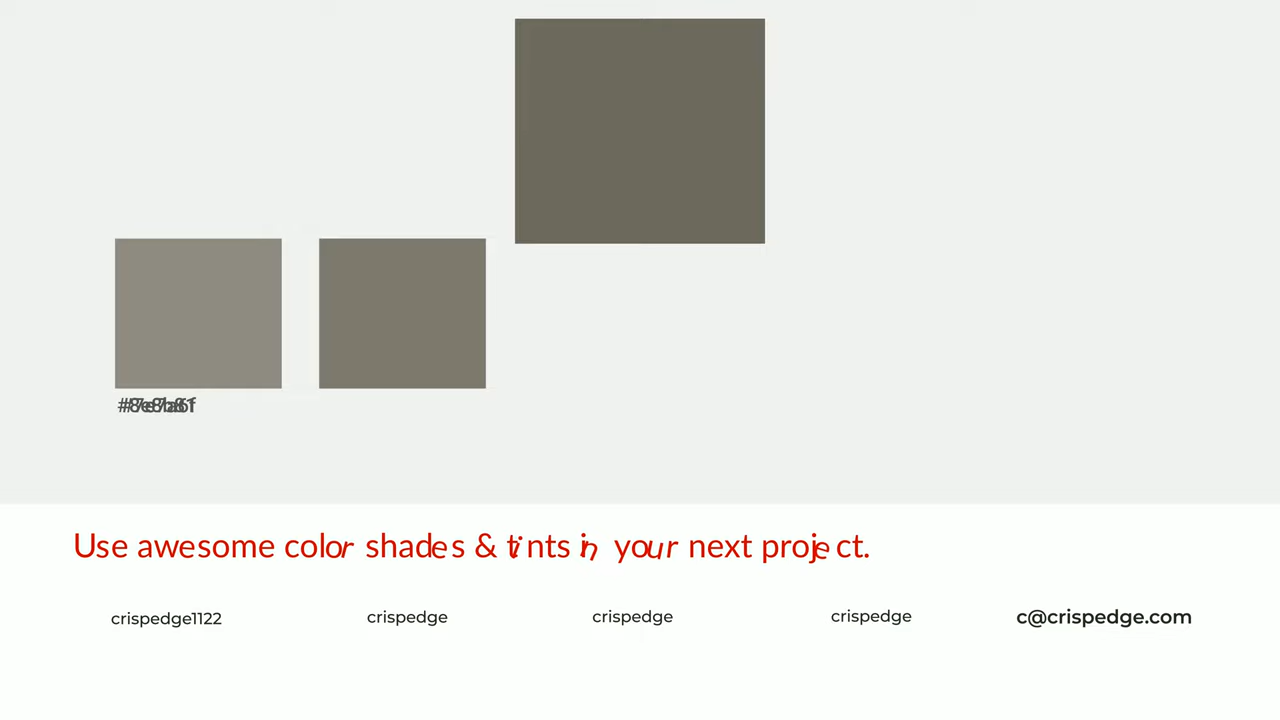 Use awesome color shades & tints in your next project.
crispedge1122 crispedge crispedge crispedge c@crispedge.com